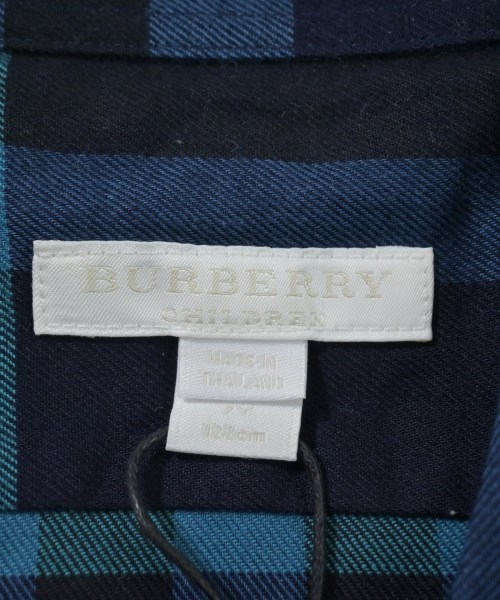 BURBERRY
CHILDREN
MADE IN
THAILAND
7Y
122cm